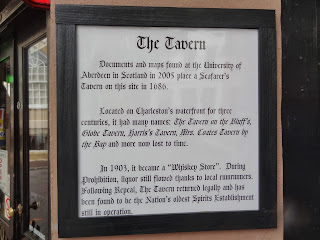 The Tavern
Documents and maps found at the University of
Aberdeen in Scotland in 2005 place a Seafarer's
Tavern on this site in 1686.
Located on Charleston's waterfront for three
centuries, it had many names: The Tavern on the Bluff's,
Globe Tavern, Harris's Tavern, Mrs. Coates Tavern by
the Bay and more now lost to time.
In 1903, it became a "Whiskey Store". During
Prohibition, liquor still flowed thanks to local rumrunners.
Following Repeal, The Tavern returned legally and has
been found to be the Nation's oldest Spirits Establishment
still in operation.